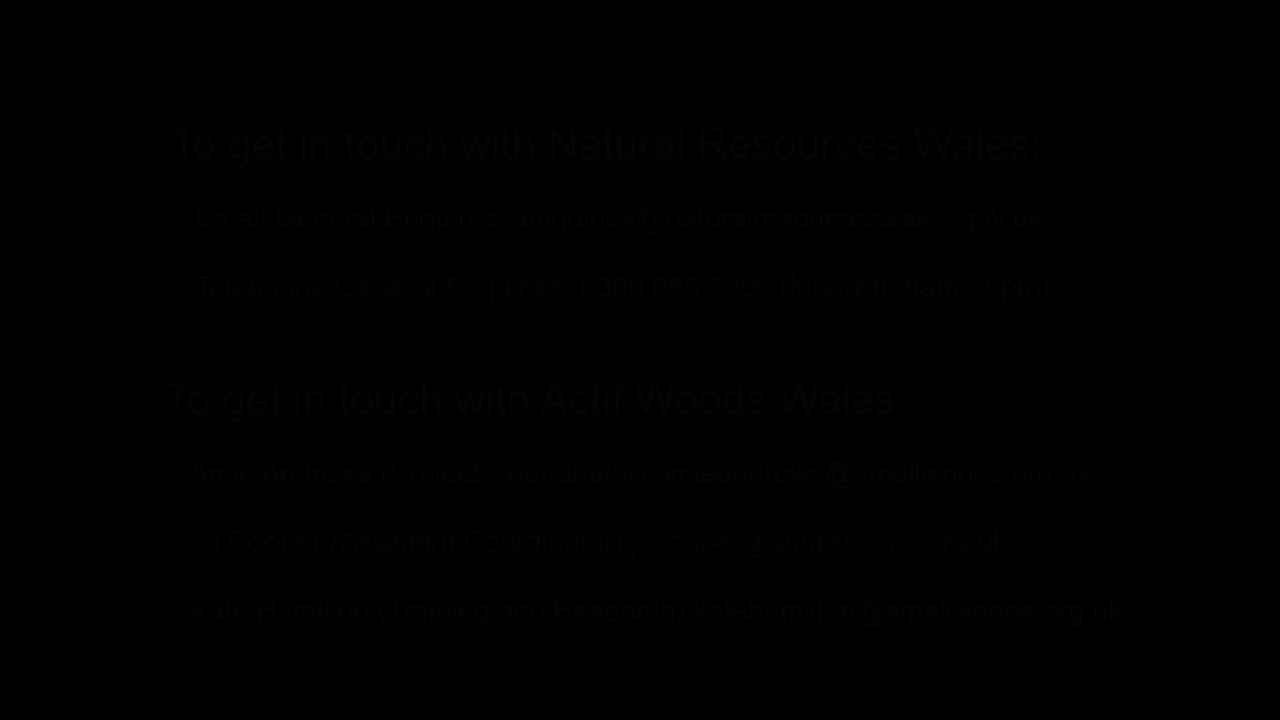 To get in touch with Natural Resources Wales:
Email General Enquiries: enquiries@naturalresourceswales.gov.uk
Telephone General Enquiries: 0300 065 3000 (Mon-Fri, 8am - 6pm)
To get in touch with Actif Woods Wales:
Amie Andrews (Project Coordinator) amieandrews@smallwoods.org.uk
Jo Cooper (Assistant Coordinator) jocooper@smallwoods.org.uk
Kate Hamilton (Training and Research) katehamilton@smallwoods.org.uk